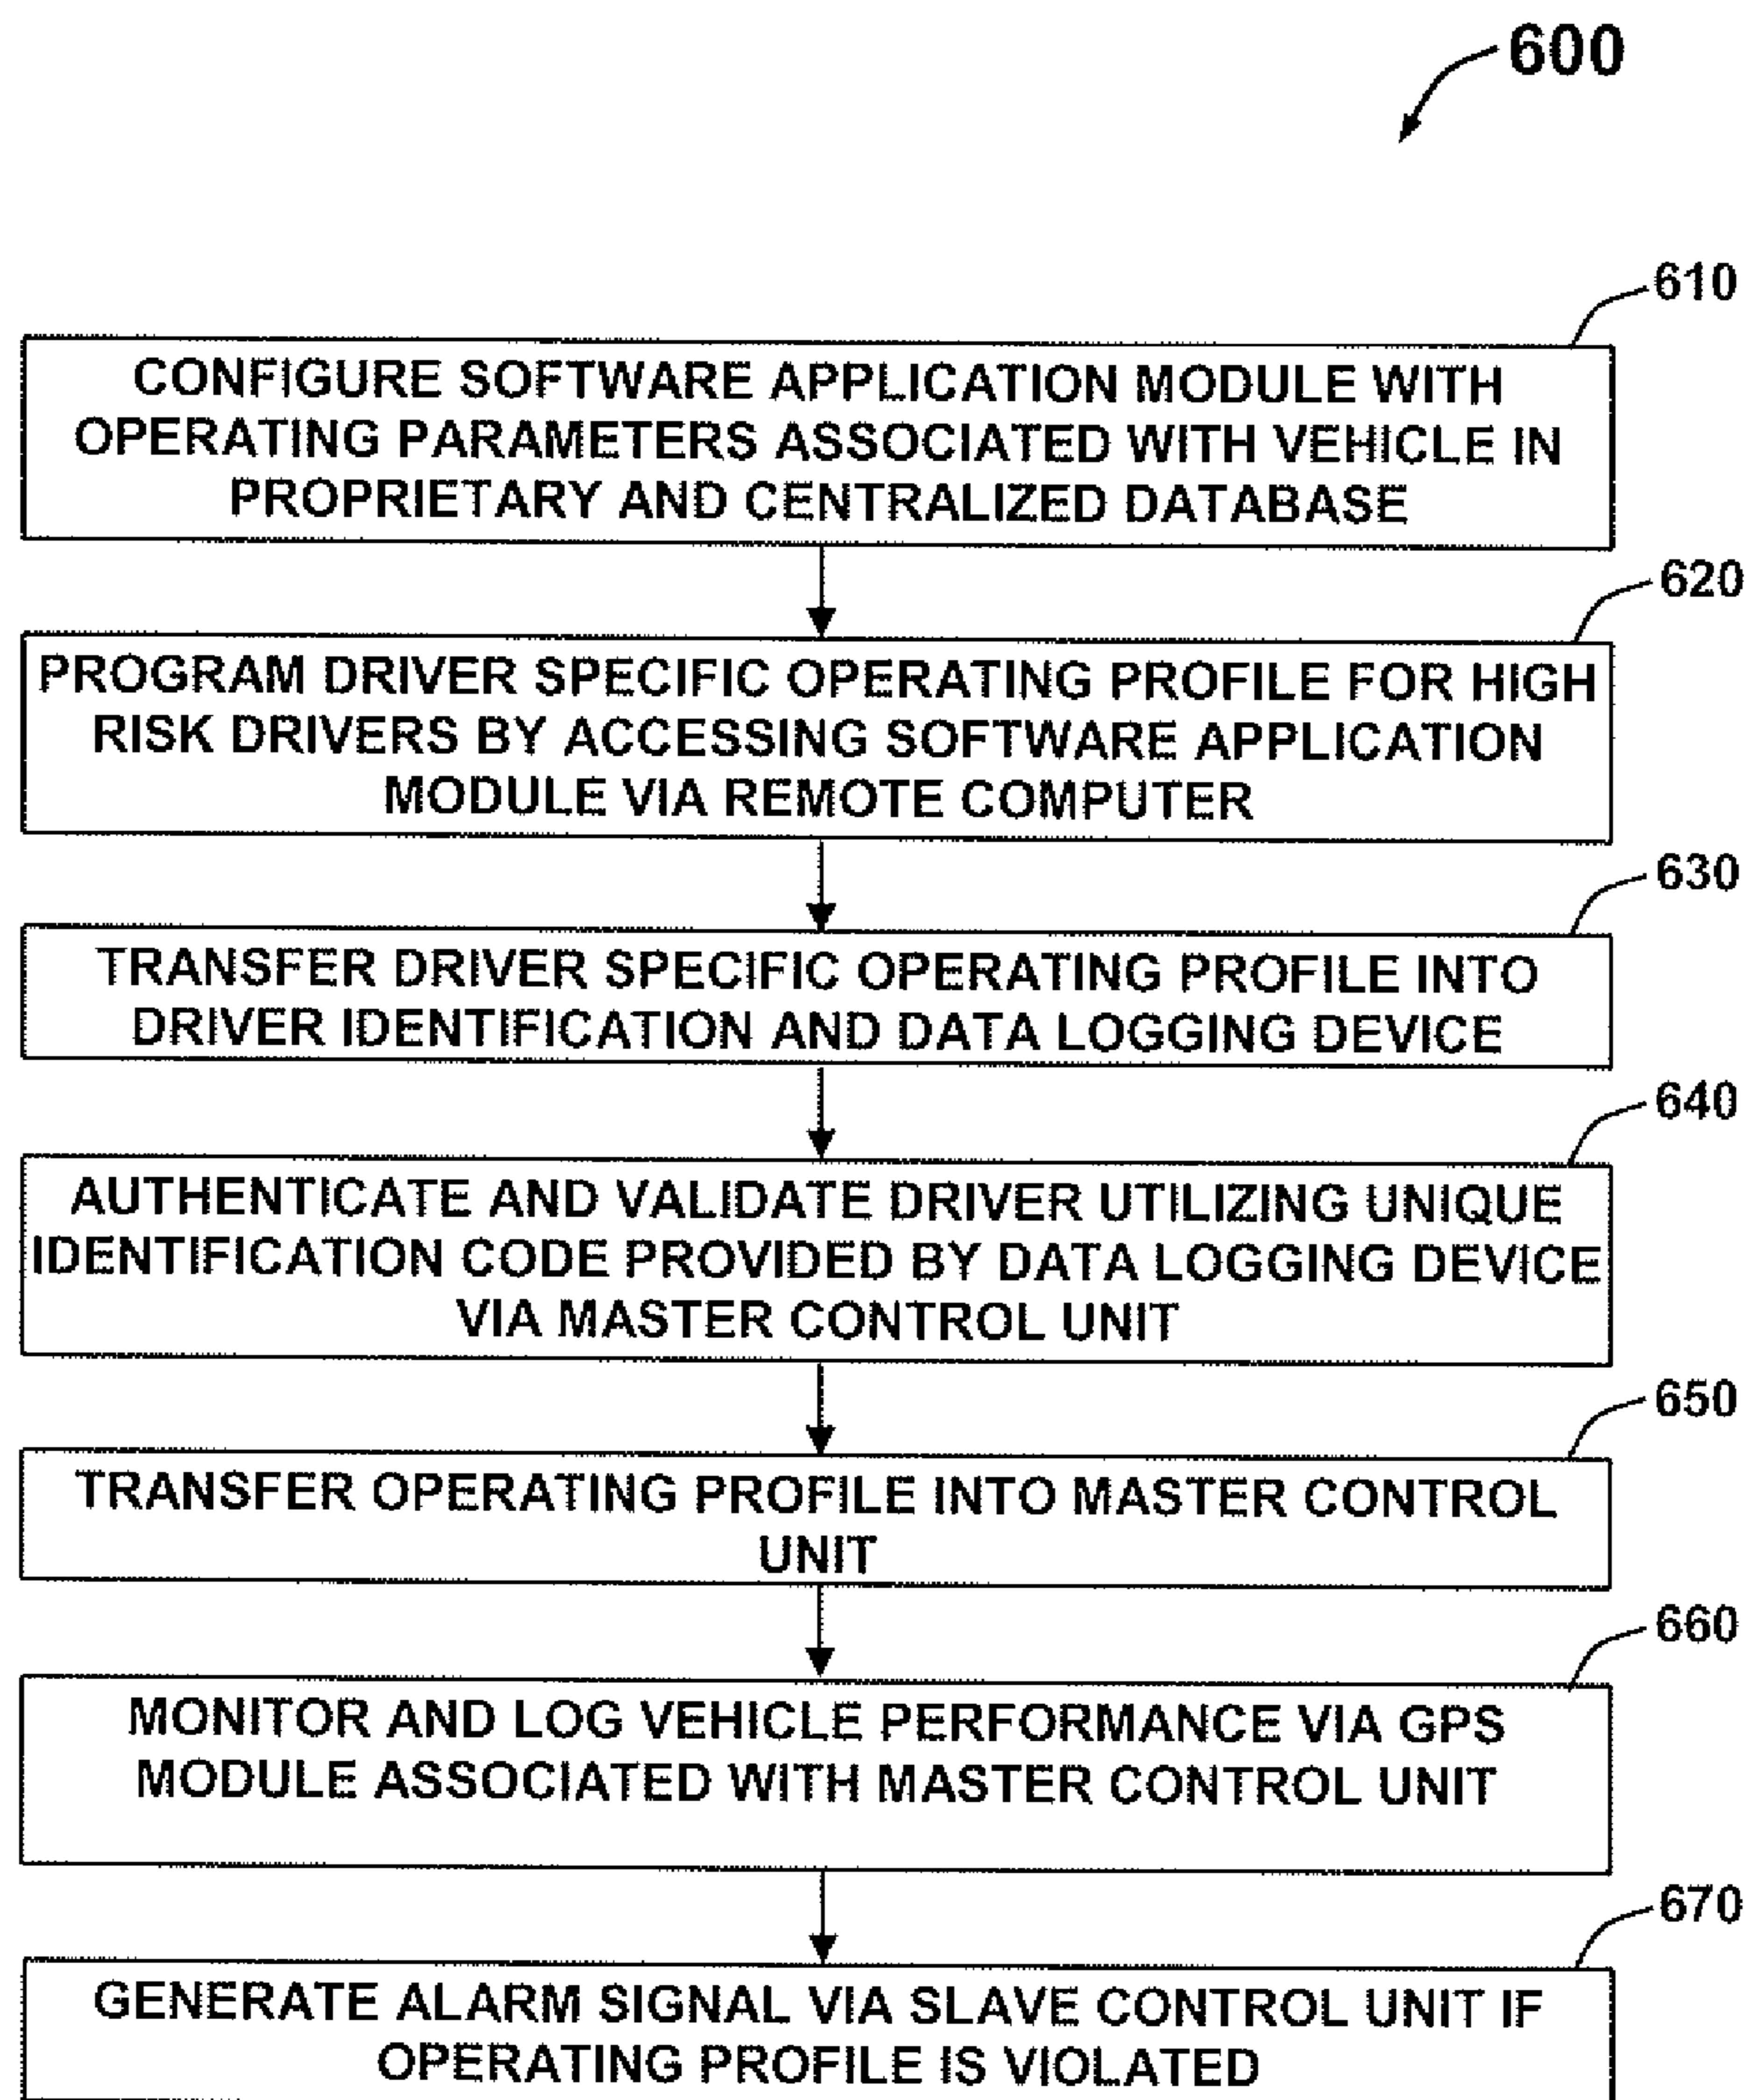 600
610
CONFIGURE SOFTWARE APPLICATION MODULE WITH
OPERATING PARAMETERS ASSOCIATED WITH VEHICLE IN
PROPRIETARY AND CENTRALIZED DATABASE
620
PROGRAM DRIVER SPECIFIC OPERATING PROFILE FOR HIGH
RISK DRIVERS BY ACCESSING SOFTWARE APPLICATION
MODULE VIA REMOTE COMPUTER
630
TRANSFER DRIVER SPECIFIC OPERATING PROFILE INTO
DRIVER IDENTIFICATION AND DATA LOGGING DEVICE
640
AUTHENTICATE AND VALIDATE DRIVER UTILIZING UNIQUE
IDENTIFICATION CODE PROVIDED BY DATA LOGGING DEVICE
VIA MASTER CONTROL UNIT
650
TRANSFER OPERATING PROFILE INTO MASTER CONTROL
UNIT
660
MONITOR AND LOG VEHICLE PERFORMANCE VIA GPS
MODULE ASSOCIATED WITH MASTER CONTROL UNIT
670
GENERATE ALARM SIGNAL VIA SLAVE CONTROL UNIT IF
OPERATING PROFILE IS VIOLATED